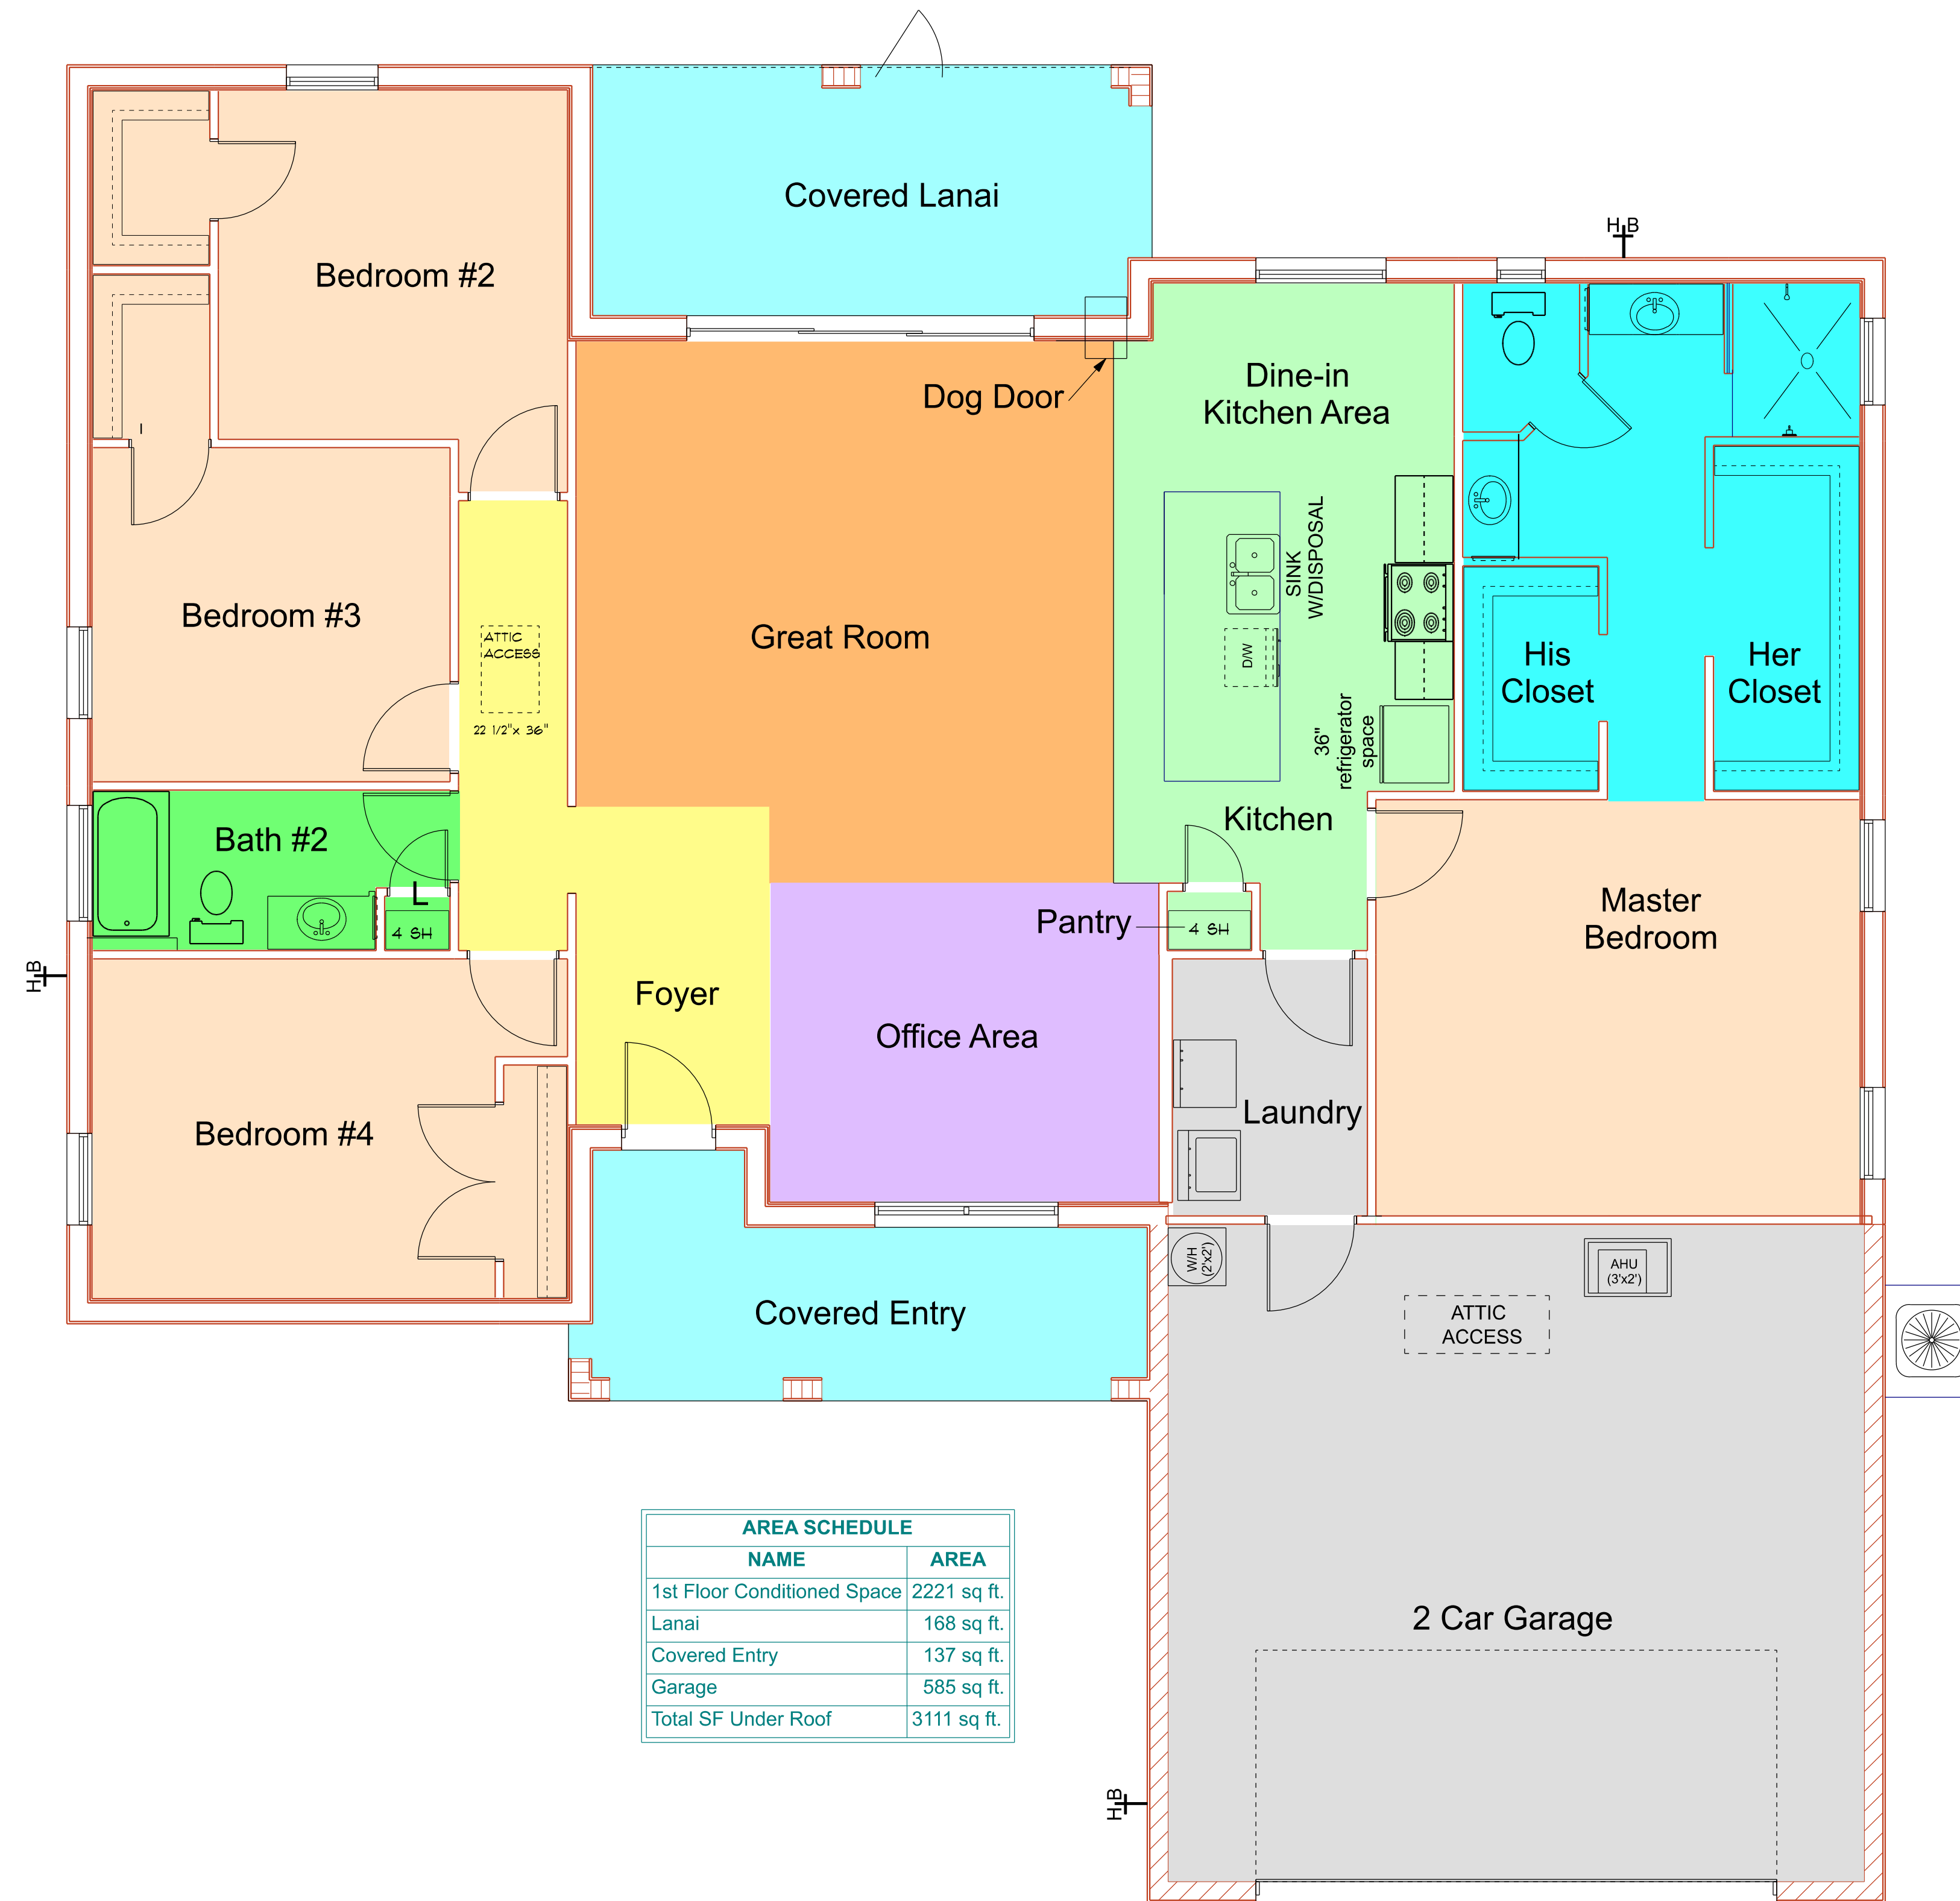 Covered Lanai
H.B
Bedroom #2
Dine-in
Kitchen Area
Dog Door
SINK
W/DISPOSAL
Bedroom #3
ATTIC
ACCESS
22 1/2"x 36"
Great Room
D/W
His
Closet
Her
Closet
36"
refrigerator
space
Kitchen
Bath #2
L
4 SH
Pantry
4 SH
Master
Bedroom
H.B
Foyer
Office Area
Laundry
Bedroom #4
W/H
(2'x2')
AHU
(3'x2')
Covered Entry
ATTIC
ACCESS
AREA SCHEDULE
NAME AREA
1st Floor Conditioned Space 2221 sq ft.
Lanai 168 sq ft.
Covered Entry 137 sq ft.
Garage 585 sq ft.
Total SF Under Roof 3111 sq ft.
2 Car Garage
H.B